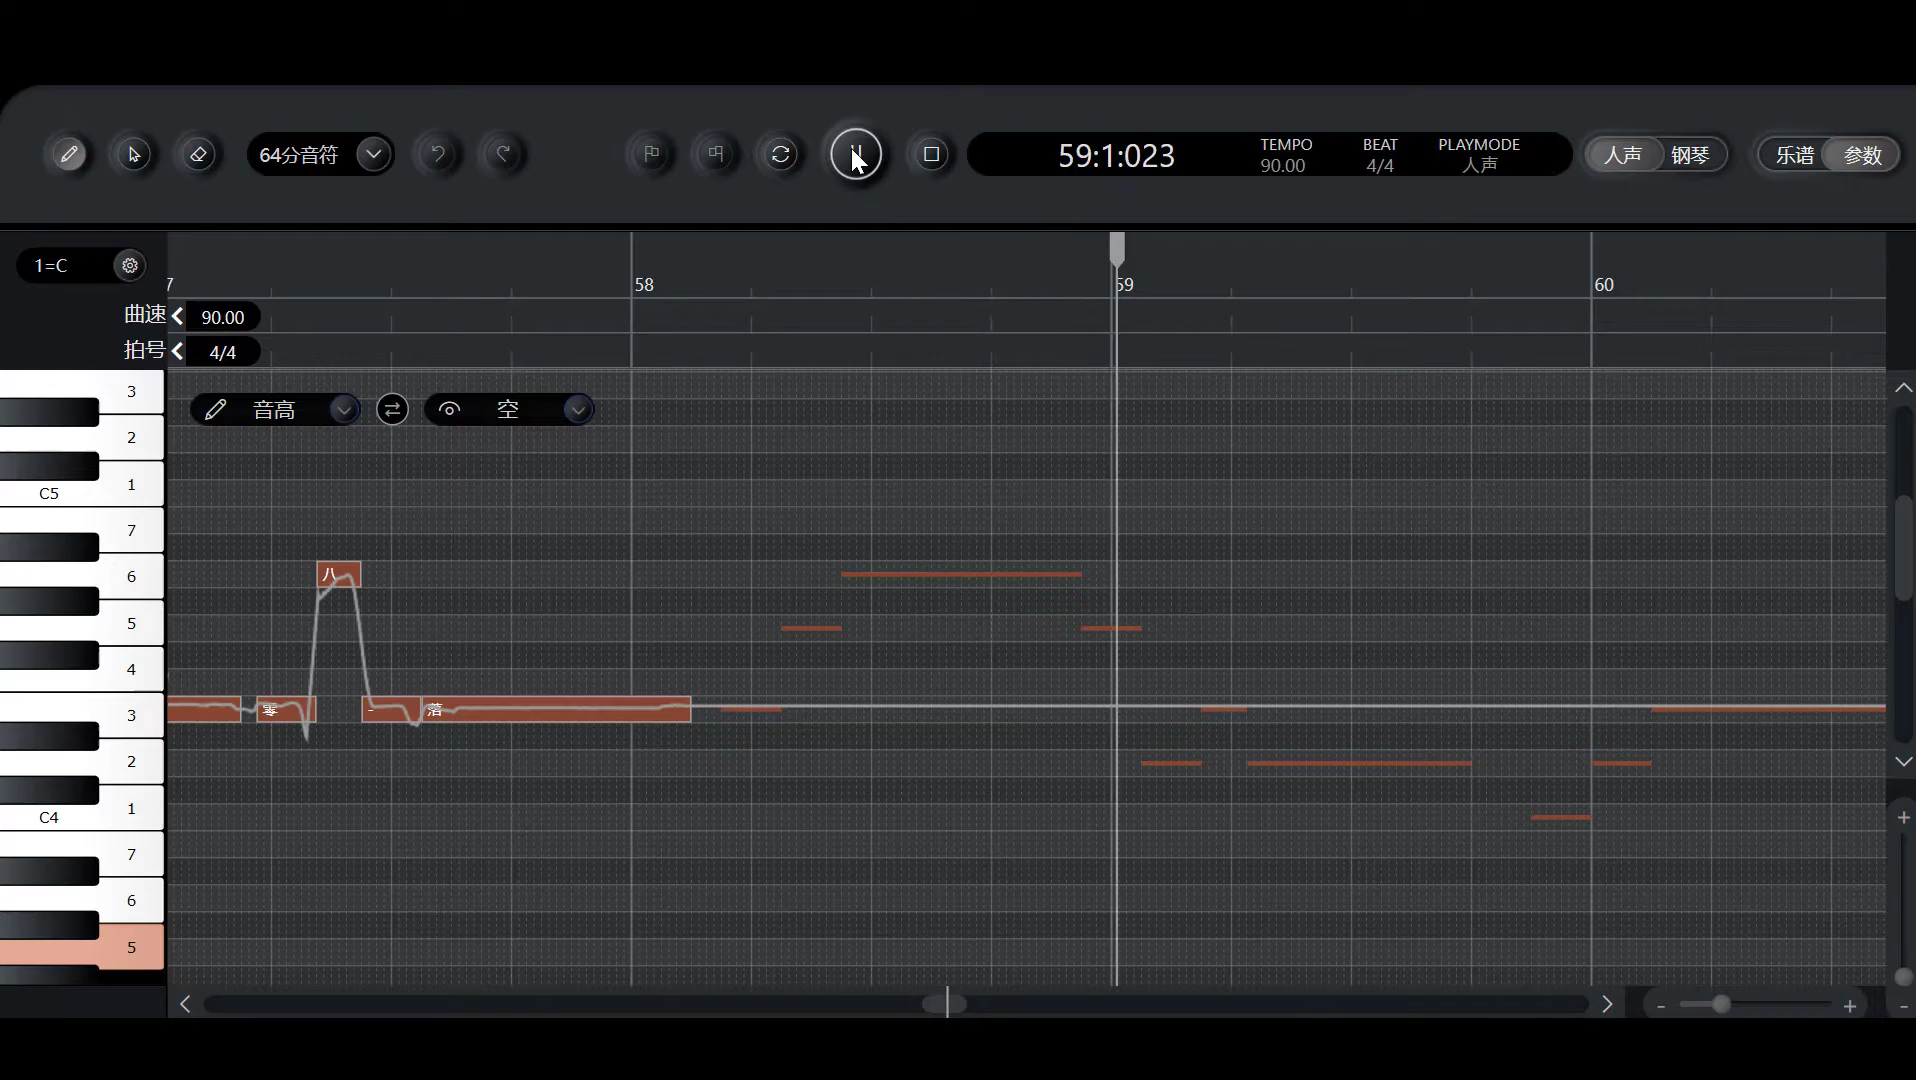 64分音符
59:1:023
TEMPO
90.00
BEAT
4/4
PLAYMODE
人声
人声
钢琴
乐谱
参数
1=C
7
58
59
60
曲速
90.00
拍号
4/4
音高
空
3
2
1
C5
7
6
5
4
3
2
1
C4
7
6
5
八
零
-
落